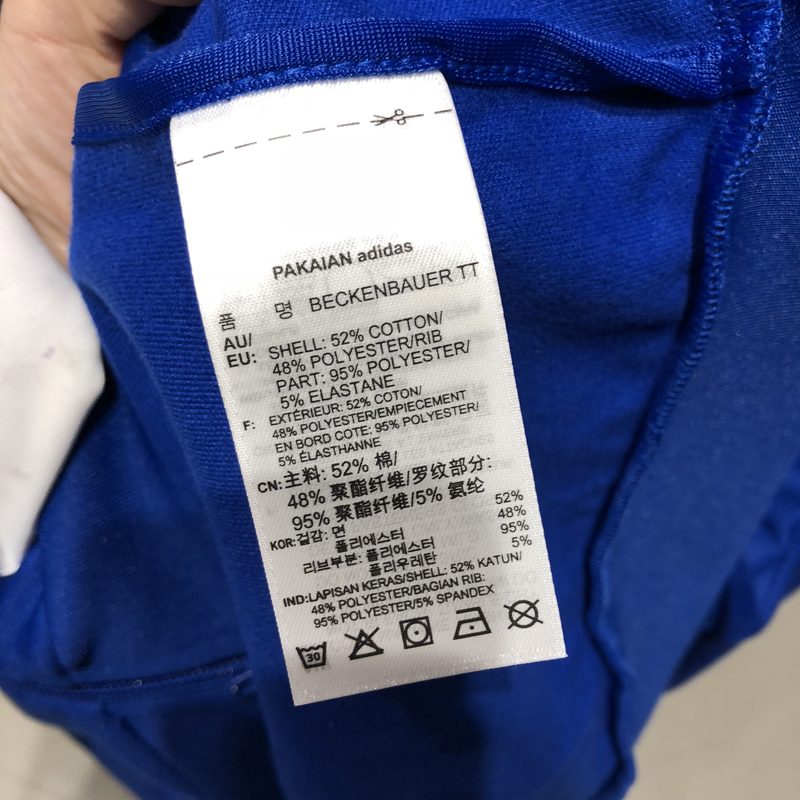 PAKAIAN adidas
품 명 BECKENBAUER TT
AU/
EU: SHELL: 52% COTTON/
48% POLYESTER/RIB
PART: 95% POLYESTER/
5% ELASTANE
F: EXTÉRIEUR: 52% COTON/
48% POLYESTER/EMPIECEMENT
EN BORD COTE: 95% POLYESTER/
5% ÉLASTHANNE
CN: 主料: 52% 棉/
48% 聚酯纤维/罗纹部分:
95% 聚酯纤维/5% 氨纶
KOR: 겉감: 면 52%
폴리에스터 48%
리브부분: 폴리에스터 95%
폴리우레탄 5%
IND: LAPISAN KERAS/SHELL: 52% KATUN/
48% POLYESTER/BAGIAN RIB:
95% POLYESTER/5% SPANDEX
30